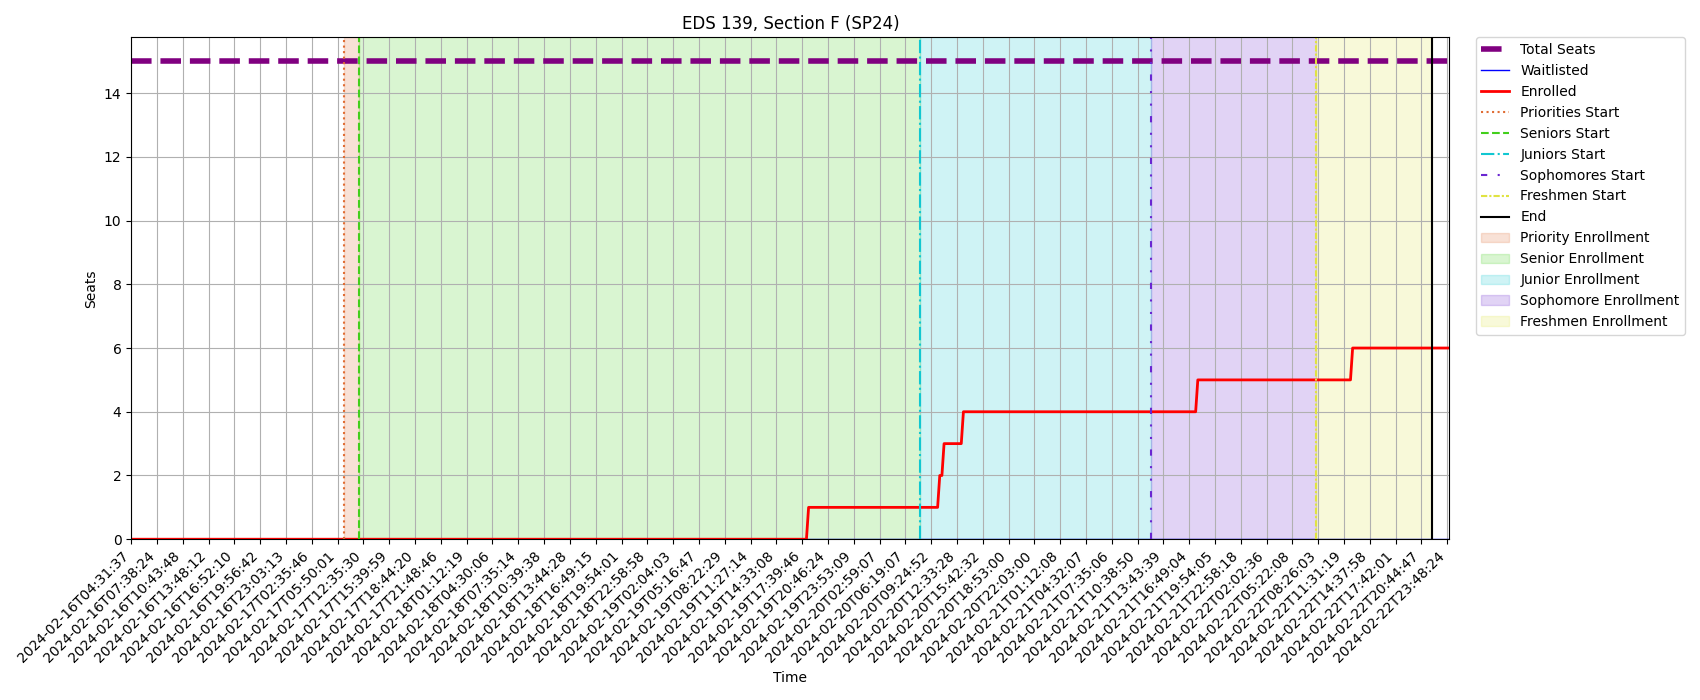 EDS 139, Section F (SP24)
Seats
14
12
10
8
6
4
2
0
2024-02-16T04:31:37
2024-02-16T07:38:24
2024-02-16T10:43:48
2024-02-16T13:48:12
2024-02-16T16:52:10
2024-02-16T19:56:42
2024-02-16T23:03:13
2024-02-17T02:35:46
2024-02-17T05:50:01
2024-02-17T12:35:30
2024-02-17T15:39:59
2024-02-17T18:44:20
2024-02-17T21:48:46
2024-02-18T01:12:19
2024-02-18T04:30:06
2024-02-18T07:35:14
2024-02-18T10:39:38
2024-02-18T13:44:28
2024-02-18T16:49:15
2024-02-18T19:54:01
2024-02-18T22:58:58
2024-02-19T02:04:03
2024-02-19T05:16:47
2024-02-19T08:22:29
2024-02-19T11:27:14
2024-02-19T14:33:08
2024-02-19T17:39:46
2024-02-19T20:46:24
2024-02-19T23:53:09
2024-02-20T02:59:07
2024-02-20T06:19:07
2024-02-20T09:24:52
2024-02-20T12:33:28
2024-02-20T15:42:32
2024-02-20T18:53:00
2024-02-20T22:03:00
2024-02-21T01:12:08
2024-02-21T04:32:07
2024-02-21T07:35:06
2024-02-21T10:38:50
2024-02-21T13:43:39
2024-02-21T16:49:04
2024-02-21T19:54:05
2024-02-21T22:58:18
2024-02-22T02:02:36
2024-02-22T05:22:08
2024-02-22T08:26:03
2024-02-22T11:31:19
2024-02-22T14:37:58
2024-02-22T17:42:01
2024-02-22T20:44:47
2024-02-22T23:48:24
Time
Total Seats
Waitlisted
Enrolled
Priorities Start
Seniors Start
Juniors Start
Sophomores Start
Freshmen Start
End
Priority Enrollment
Senior Enrollment
Junior Enrollment
Sophomore Enrollment
Freshmen Enrollment